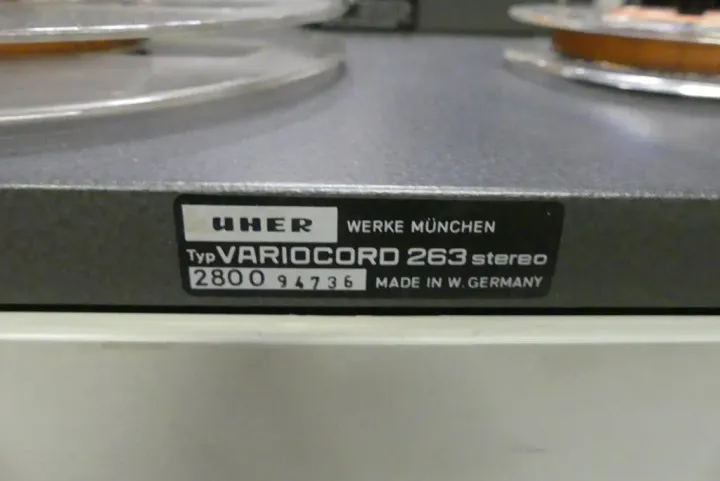 UHER WERKE MÜNCHEN
Typ VARIOCORD 263 stereo
2800 94736 MADE IN W. GERMANY